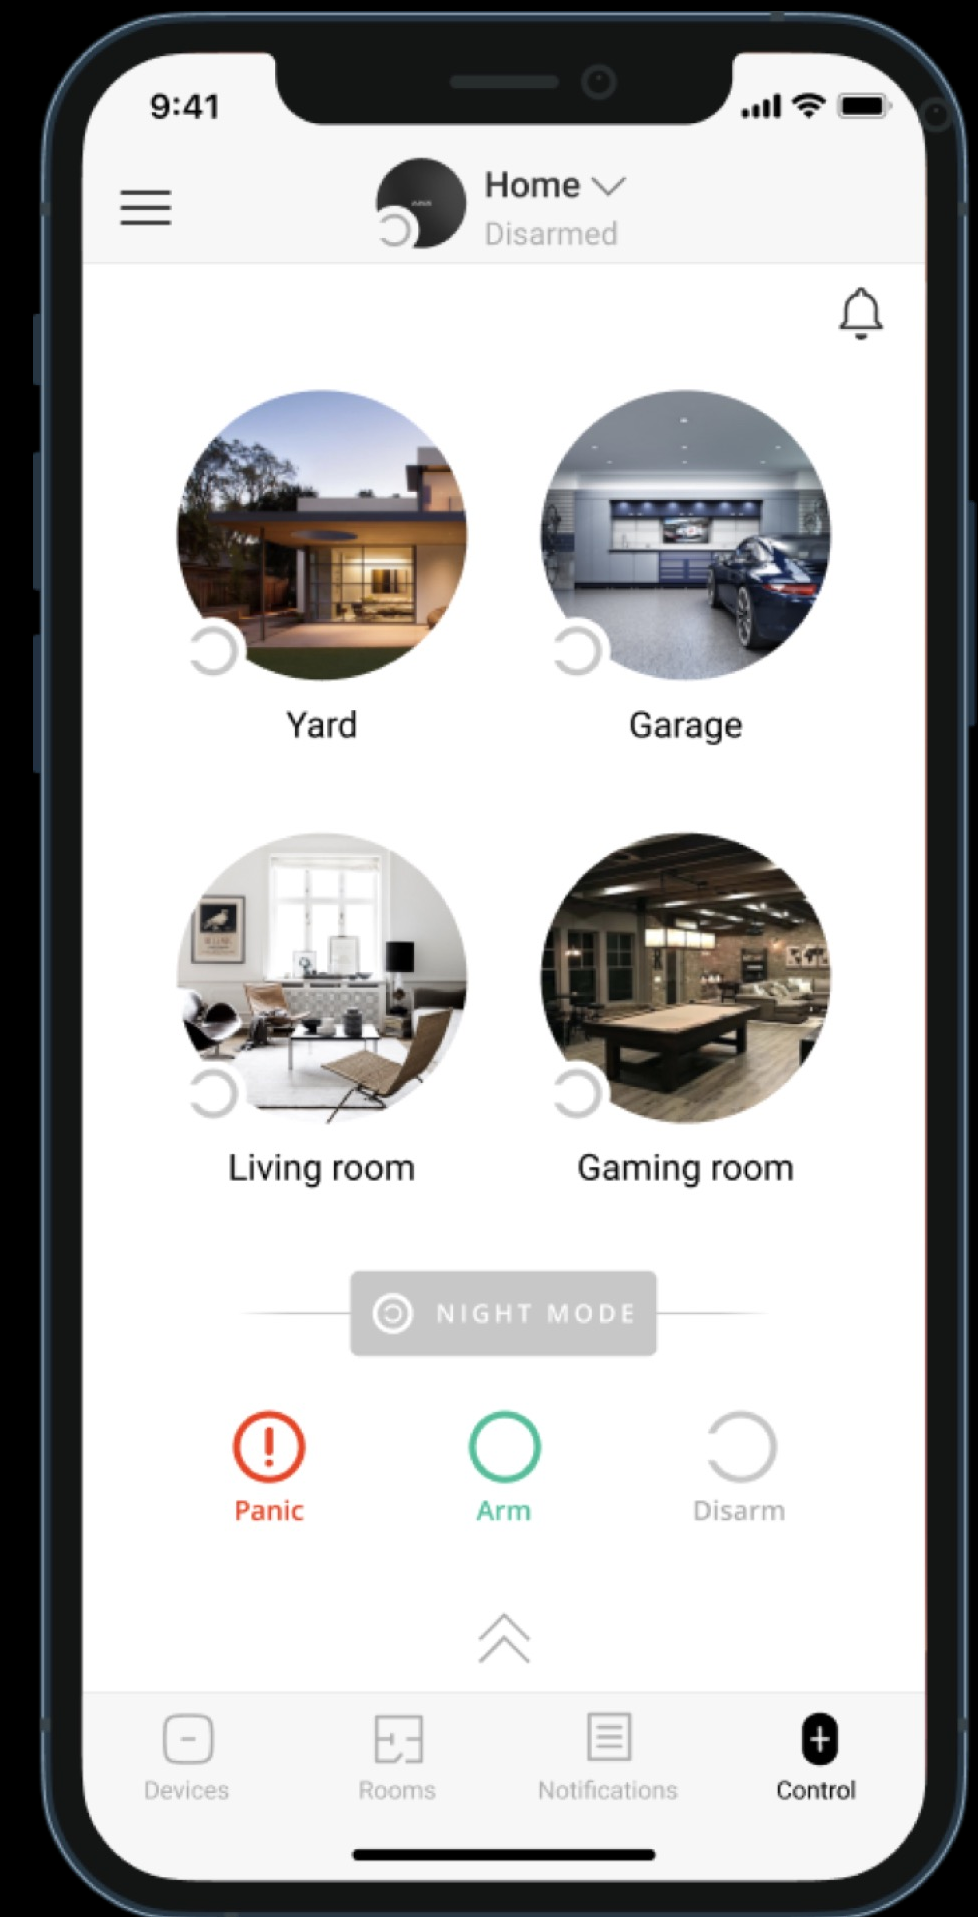 9:41
Home
Disarmed
Yard
Garage
Living room
Gaming room
NIGHT MODE
Panic
Arm
Disarm
Devices
Rooms
Notifications
Control